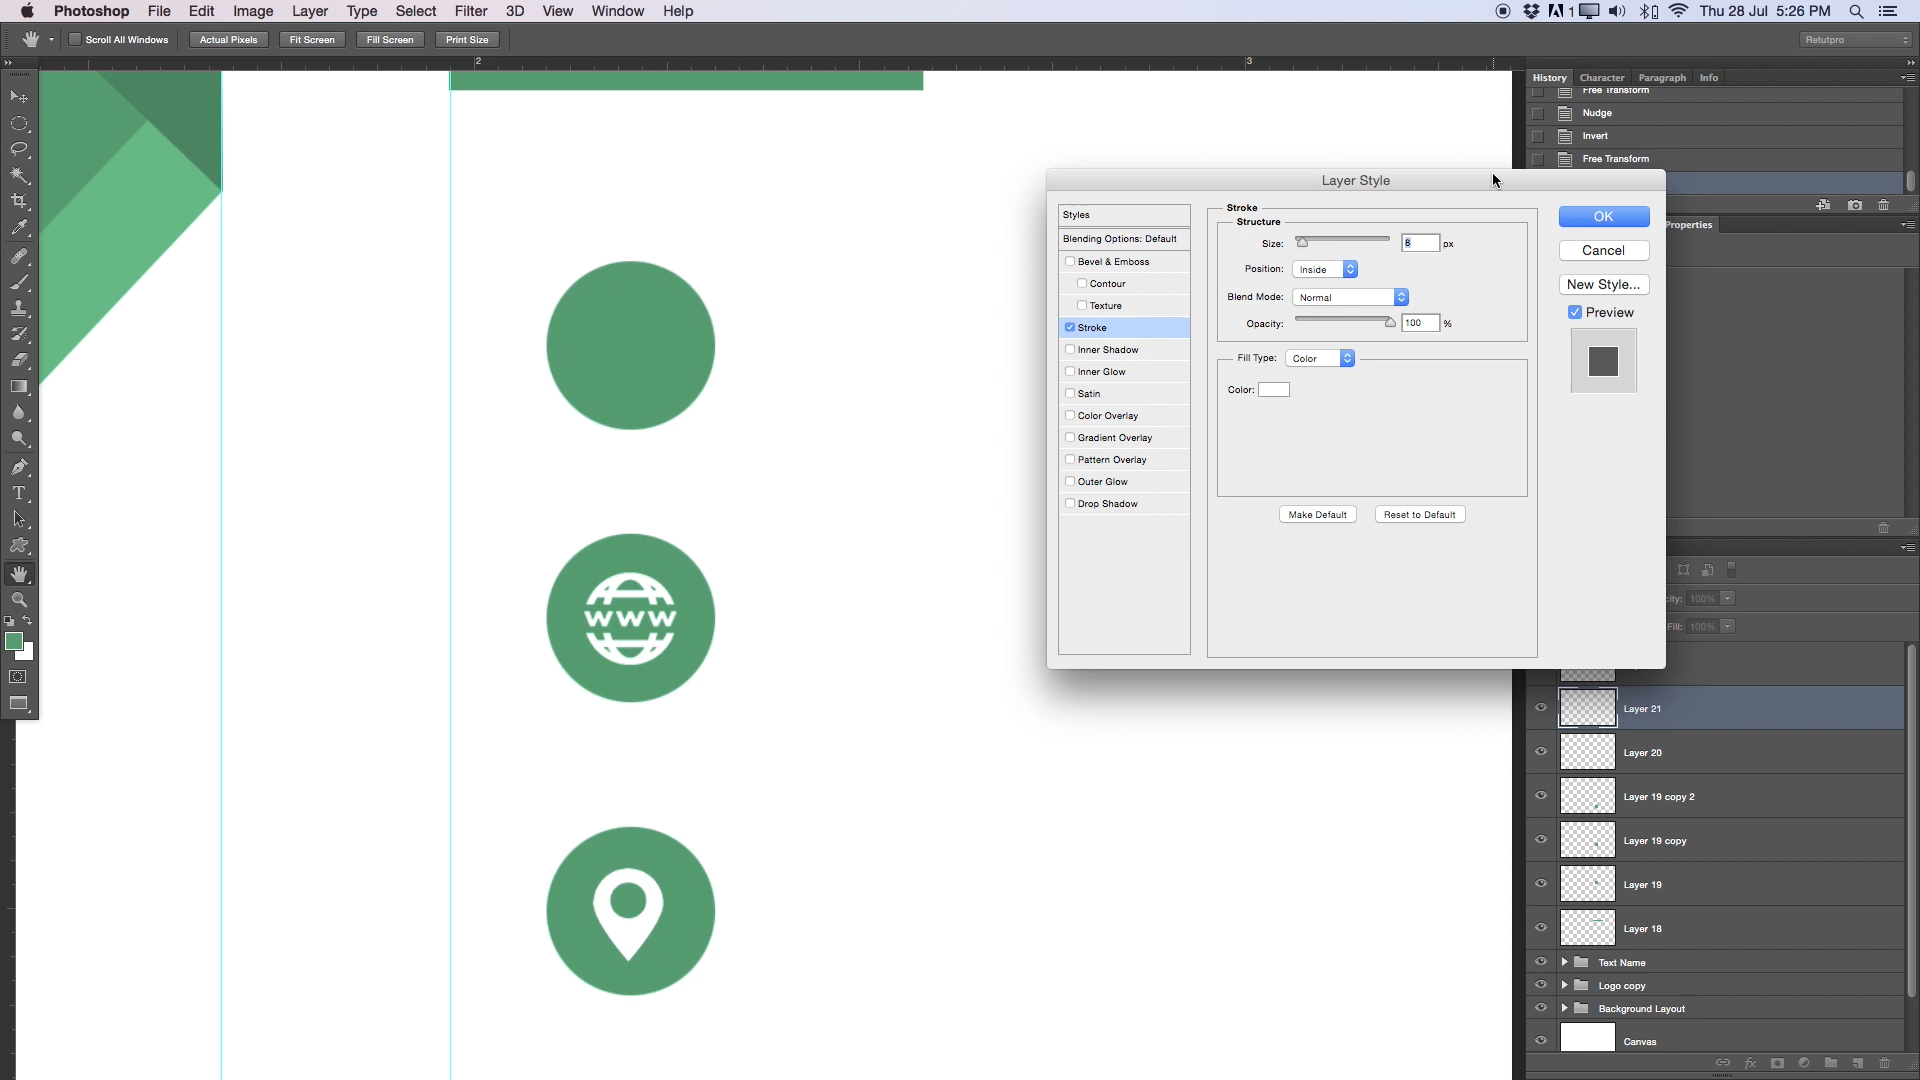 Photoshop File Edit Image Layer Type Select Filter 3D View Window Help 1 Thu 28 Jul 5:26 PM
Scroll All Windows Actual Pixels Fit Screen Fill Screen Print Size Retutpro
2 3
History Character Paragraph Info
Free Transform
Nudge
Invert
Free Transform
Layer Style
Styles
Blending Options: Default
Bevel & Emboss
Contour
Texture
Stroke
Inner Shadow
Inner Glow
Satin
Color Overlay
Gradient Overlay
Pattern Overlay
Outer Glow
Drop Shadow
Stroke
Structure
Size: 8 px
Position: Inside
Blend Mode: Normal
Opacity: 100 %
Fill Type: Color
Color:
Make Default Reset to Default
OK
Cancel
New Style...
Preview
Properties
WWW
city: 100%
Fill: 100%
Layer 21
Layer 20
Layer 19 copy 2
Layer 19 copy
Layer 19
Layer 18
Text Name
Logo copy
Background Layout
Canvas
fx
T